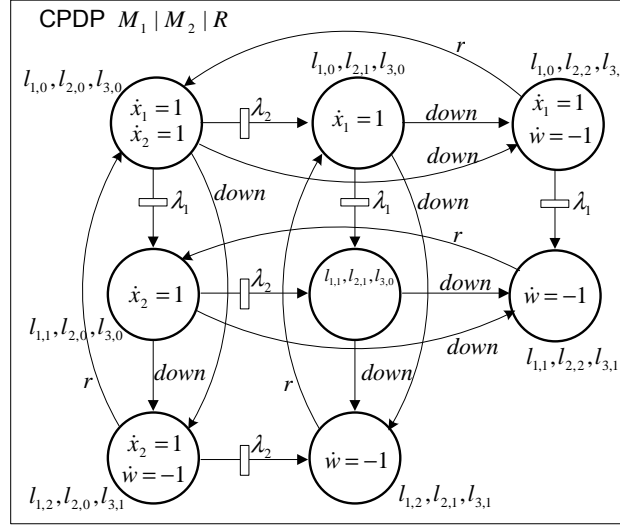 CPDP M₁ | M₂ | R
r
l₁,₀, l₂,₀, l₃,₀
l₁,₀, l₂,₁, l₃,₀
l₁,₀, l₂,₂, l₃,
ẋ₁ = 1
ẋ₂ = 1
λ₂
ẋ₁ = 1
down
ẋ₁ = 1
ẇ = −1
down
λ₁
down
λ₁
λ₁
r
ẋ₂ = 1
λ₂
l₁,₁, l₂,₁, l₃,₀
down
ẇ = −1
l₁,₁, l₂,₀, l₃,₀
down
l₁,₁, l₂,₂, l₃,₁
r
down
r
down
ẋ₂ = 1
ẇ = −1
λ₂
ẇ = −1
l₁,₂, l₂,₀, l₃,₁
l₁,₂, l₂,₁, l₃,₁